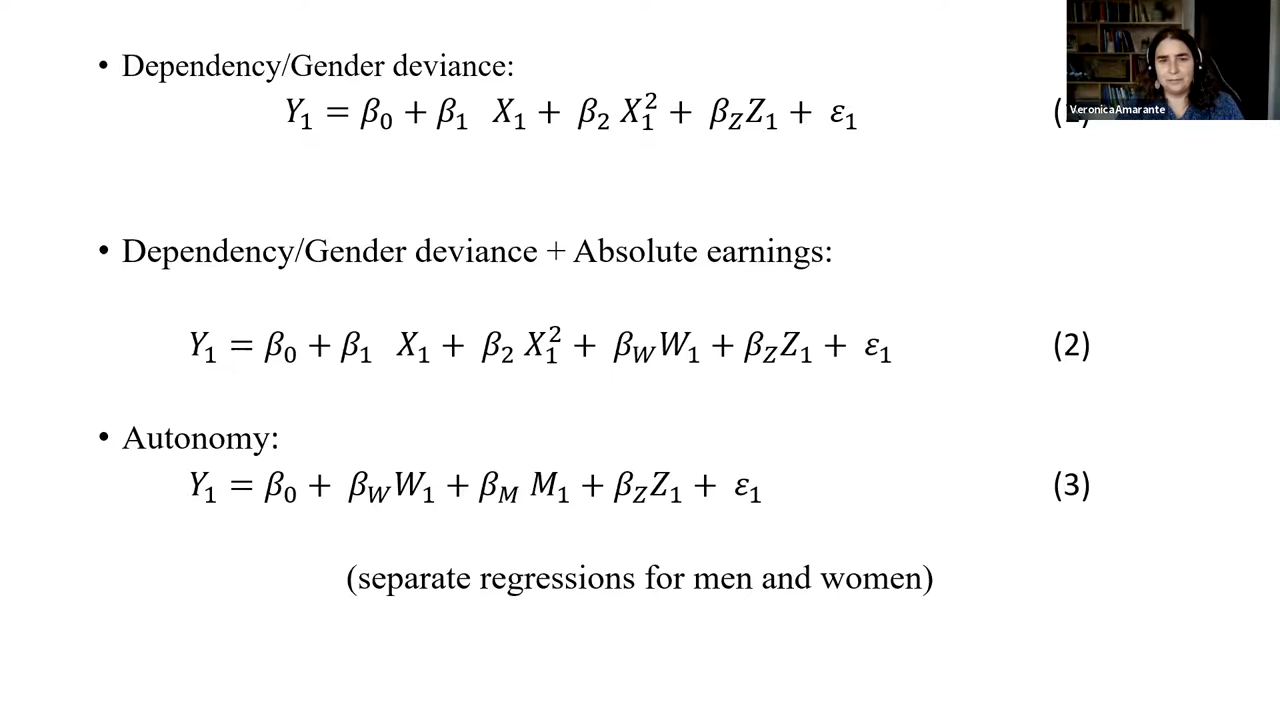 • Dependency/Gender deviance:
Y₁ = β₀ + β₁ X₁ + β₂ X₁² + β_Z Z₁ + ε₁
Veronica Amarante
• Dependency/Gender deviance + Absolute earnings:
Y₁ = β₀ + β₁ X₁ + β₂ X₁² + β_W W₁ + β_Z Z₁ + ε₁ (2)
• Autonomy:
Y₁ = β₀ + β_W W₁ + β_M M₁ + β_Z Z₁ + ε₁ (3)
(separate regressions for men and women)